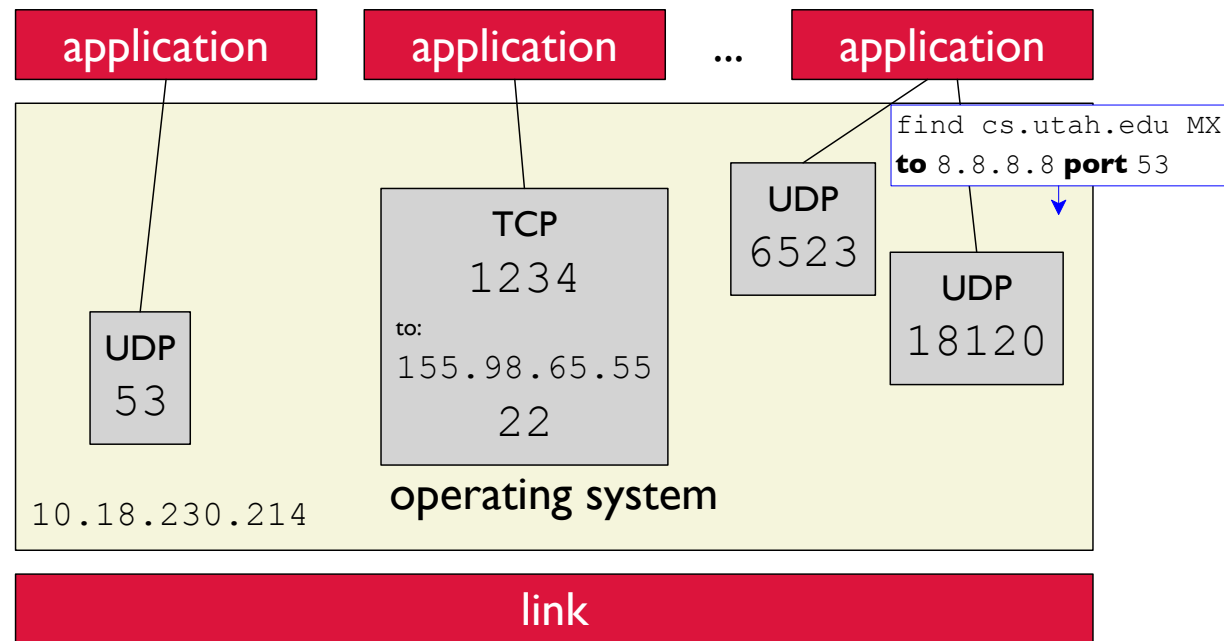 application
application
...
application
find cs.utah.edu MX
to 8.8.8.8 port 53
UDP
6523
TCP
1234
to:
155.98.65.55
22
UDP
18120
UDP
53
10.18.230.214
operating system
link